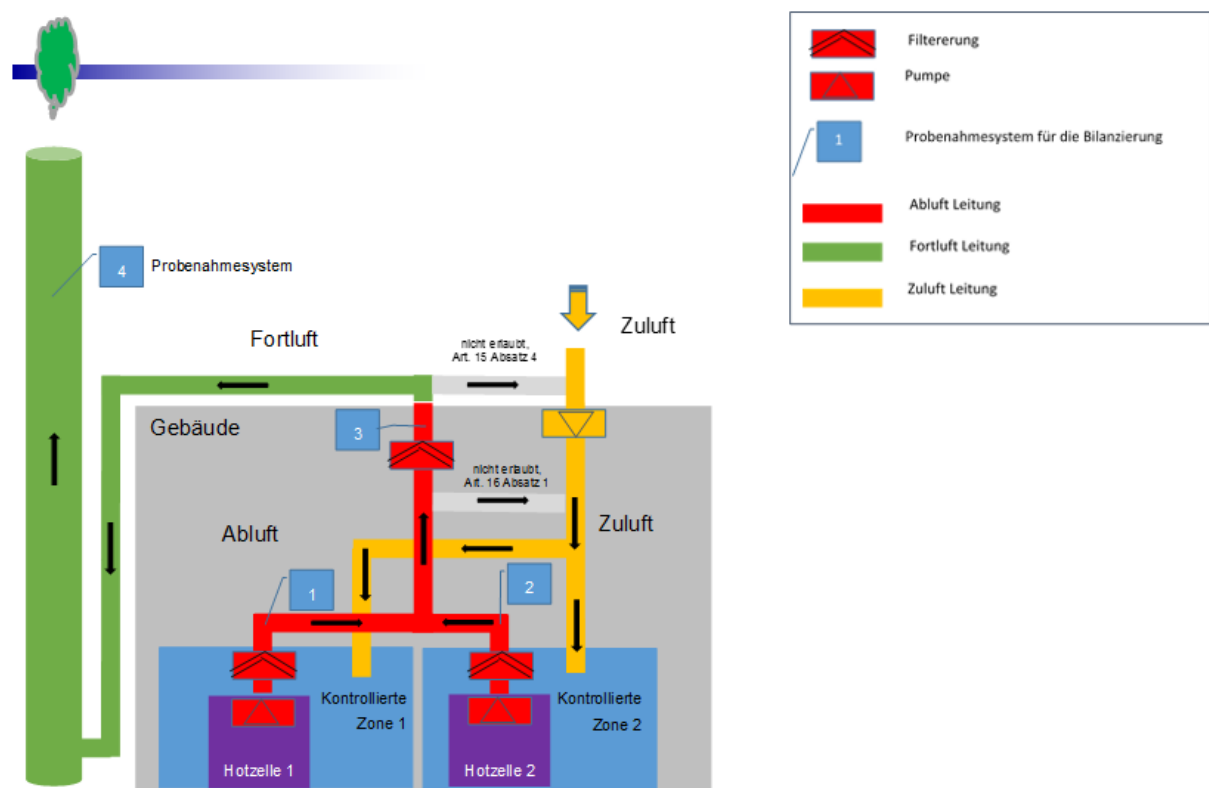 Filtererung
Pumpe
1
Probenahmesystem für die Bilanzierung
Abluft Leitung
Fortluft Leitung
Zuluft Leitung
4
Probenahmesystem
Zuluft
Fortluft
nicht erlaubt,
Art. 15 Absatz 4
Gebäude
3
nicht erlaubt,
Art. 16 Absatz 1
Abluft
Zuluft
1
2
Kontrollierte
Zone 1
Kontrollierte
Zone 2
Hotzelle 1
Hotzelle 2